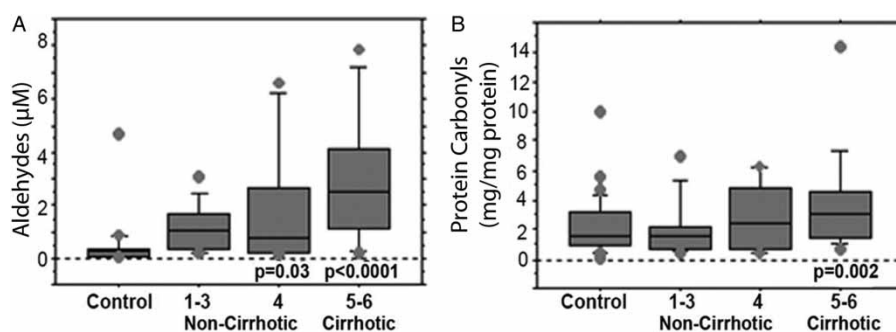 A
Aldehydes (μM)
8
6
4
2
0
p=0.03 p<0.0001
Control 1-3 4 5-6
Non-Cirrhotic Cirrhotic
B
Protein Carbonyls
(mg/mg protein)
14
12
10
8
6
4
2
0
p=0.002
Control 1-3 4 5-6
Non-Cirrhotic Cirrhotic